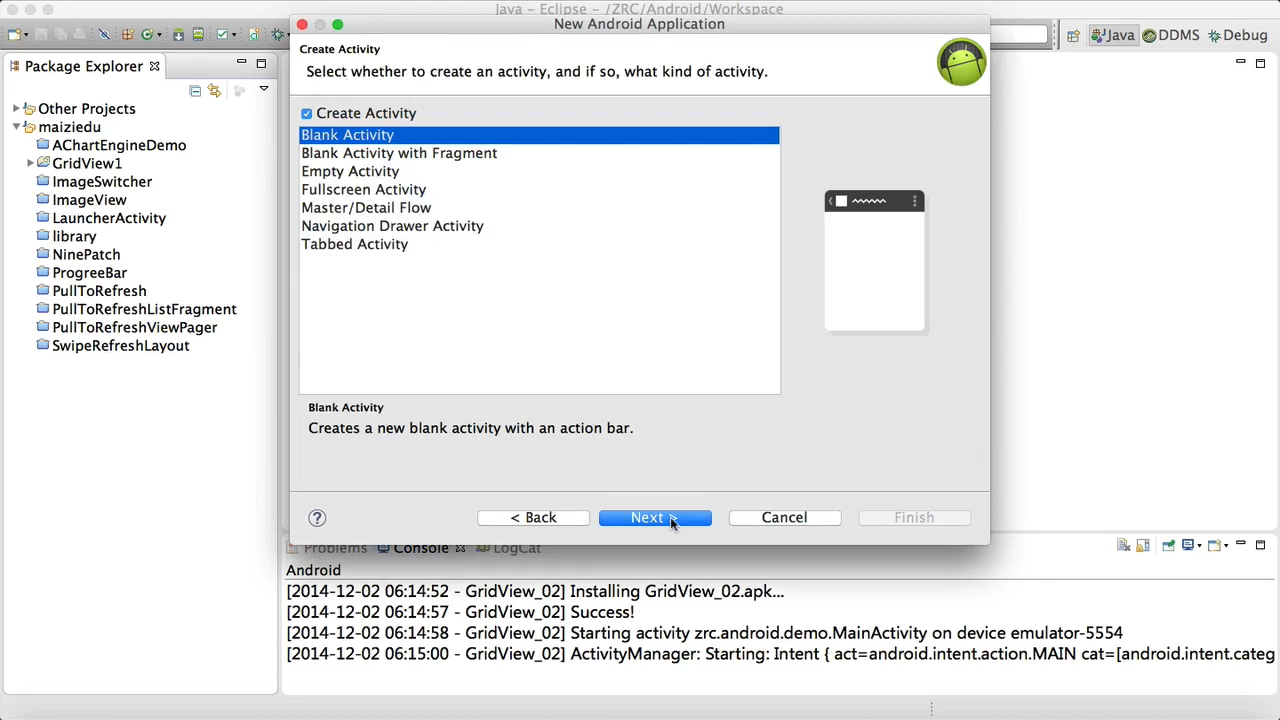 Java - Eclipse - /ZRC/Android/Workspace
New Android Application
Java
DDMS
Debug
Package Explorer
Other Projects
maiziedu
AChartEngineDemo
GridView1
ImageSwitcher
ImageView
LauncherActivity
library
NinePatch
ProgreeBar
PullToRefresh
PullToRefreshListFragment
PullToRefreshViewPager
SwipeRefreshLayout
Create Activity
Select whether to create an activity, and if so, what kind of activity.
Create Activity
Blank Activity
Blank Activity with Fragment
Empty Activity
Fullscreen Activity
Master/Detail Flow
Navigation Drawer Activity
Tabbed Activity
Blank Activity
Creates a new blank activity with an action bar.
?
< Back
Next >
Cancel
Finish
Problems
Console
LogCat
Android
[2014-12-02 06:14:52 - GridView_02] Installing GridView_02.apk...
[2014-12-02 06:14:57 - GridView_02] Success!
[2014-12-02 06:14:58 - GridView_02] Starting activity zrc.android.demo.MainActivity on device emulator-5554
[2014-12-02 06:15:00 - GridView_02] ActivityManager: Starting: Intent { act=android.intent.action.MAIN cat=[android.intent.categ